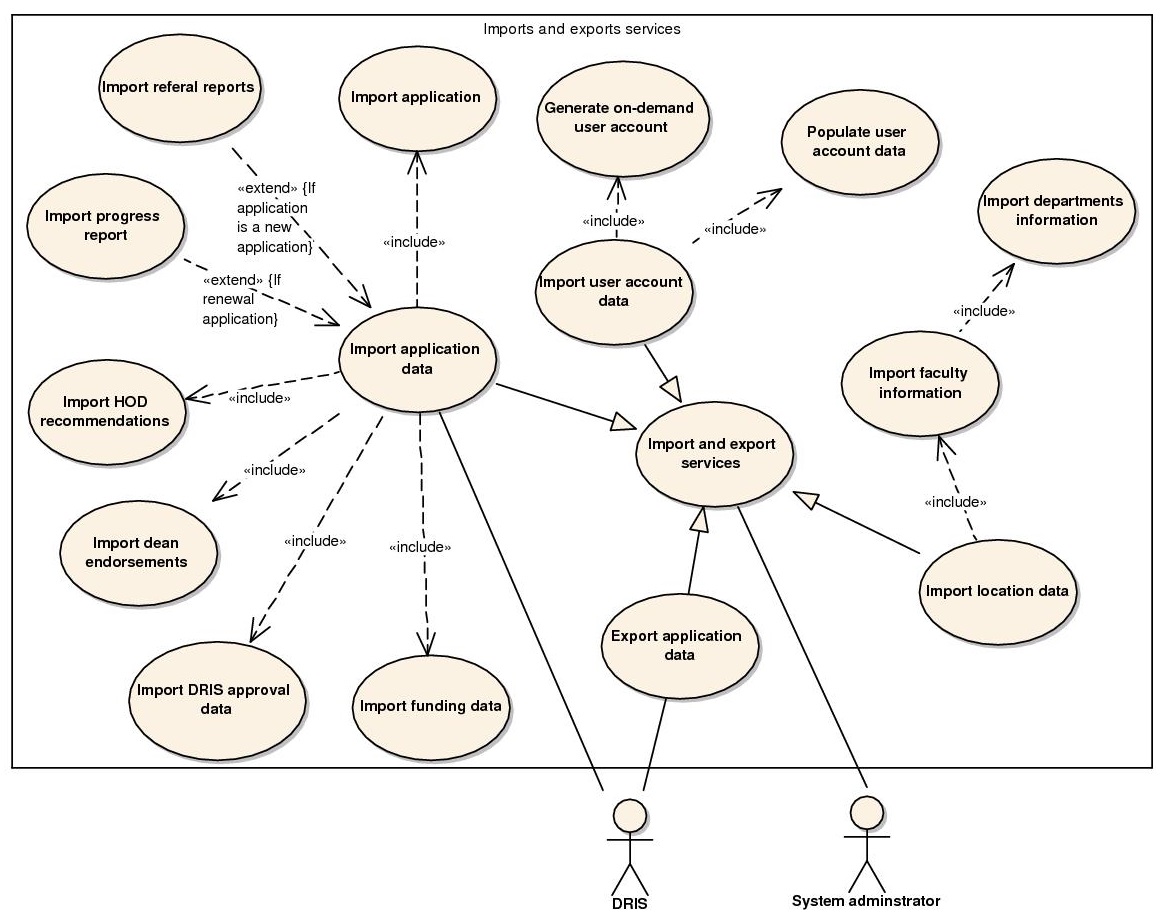 Imports and exports services
Import referal reports
Import application
Generate on-demand
user account
Populate user
account data
Import departments
information
Import progress
report
«extend» {If
application
is a new
application}
«include»
«include»
«include»
«extend» {If
renewal
application}
Import user account
data
«include»
Import application
data
Import faculty
information
Import HOD
recommendations
«include»
Import and export
services
«include»
«include»
Import dean
endorsements
«include»
«include»
Import location data
Export application
data
Import DRIS approval
data
Import funding data
DRIS
System adminstrator